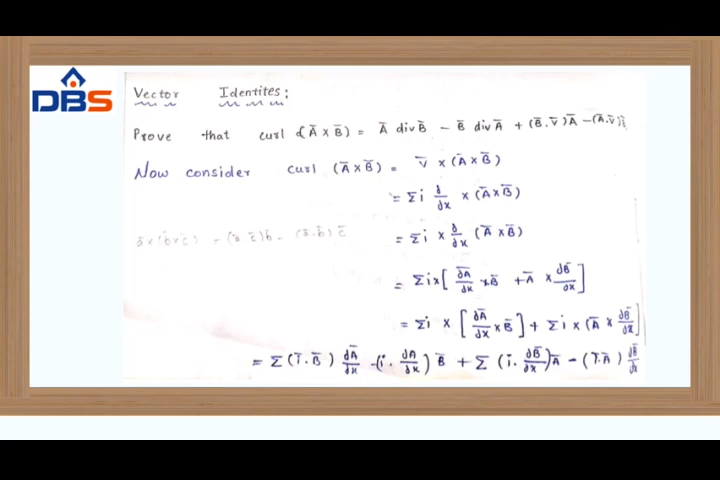 DBS
Vector Identites:
Prove that curl (Ā × B̄) = Ā div B̄ - B̄ div Ā + (B̄.∇̄)Ā - (Ā.∇̄)
Now consider curl (Ā × B̄) = ∇̄ × (Ā × B̄)
= Σi ∂/∂x × (Ā × B̄)
ā×(b̄×c̄) = (ā c̄)b̄ - (ā.b̄) c̄ = Σi × ∂/∂x (Ā × B̄)
= Σi× [∂Ā/∂x × B̄ + Ā × ∂B̄/∂x]
= Σi × [∂Ā/∂x × B̄] + Σi × (Ā × ∂B̄/∂x]
= Σ(ī.B̄) ∂Ā/∂x - (i.∂A/∂x) B̄ + Σ (i.∂B̄/∂x)Ā - (ī.Ā) ∂B̄/∂x